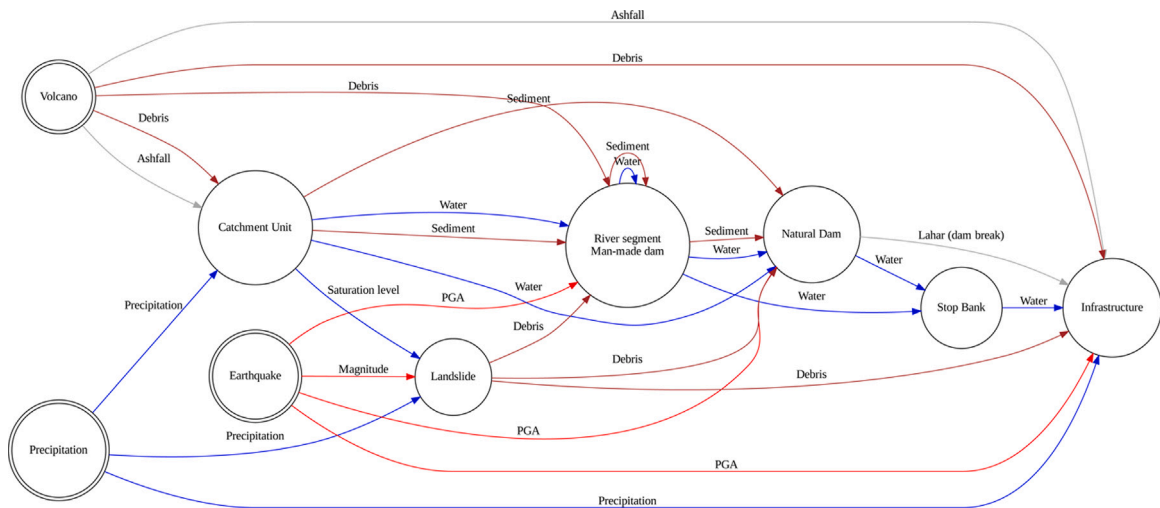 Ashfall
Debris
Debris
Volcano
Sediment
Debris
Ashfall
Sediment
Water
Catchment Unit
Water
Sediment
River segment
Man-made dam
Sediment
Water
Natural Dam
Lahar (dam break)
Water
Saturation level
Water
PGA
Water
Precipitation
Stop Bank
Water
Infrastructure
Debris
Earthquake
Magnitude
Landslide
Debris
Debris
Precipitation
PGA
Precipitation
PGA
Precipitation